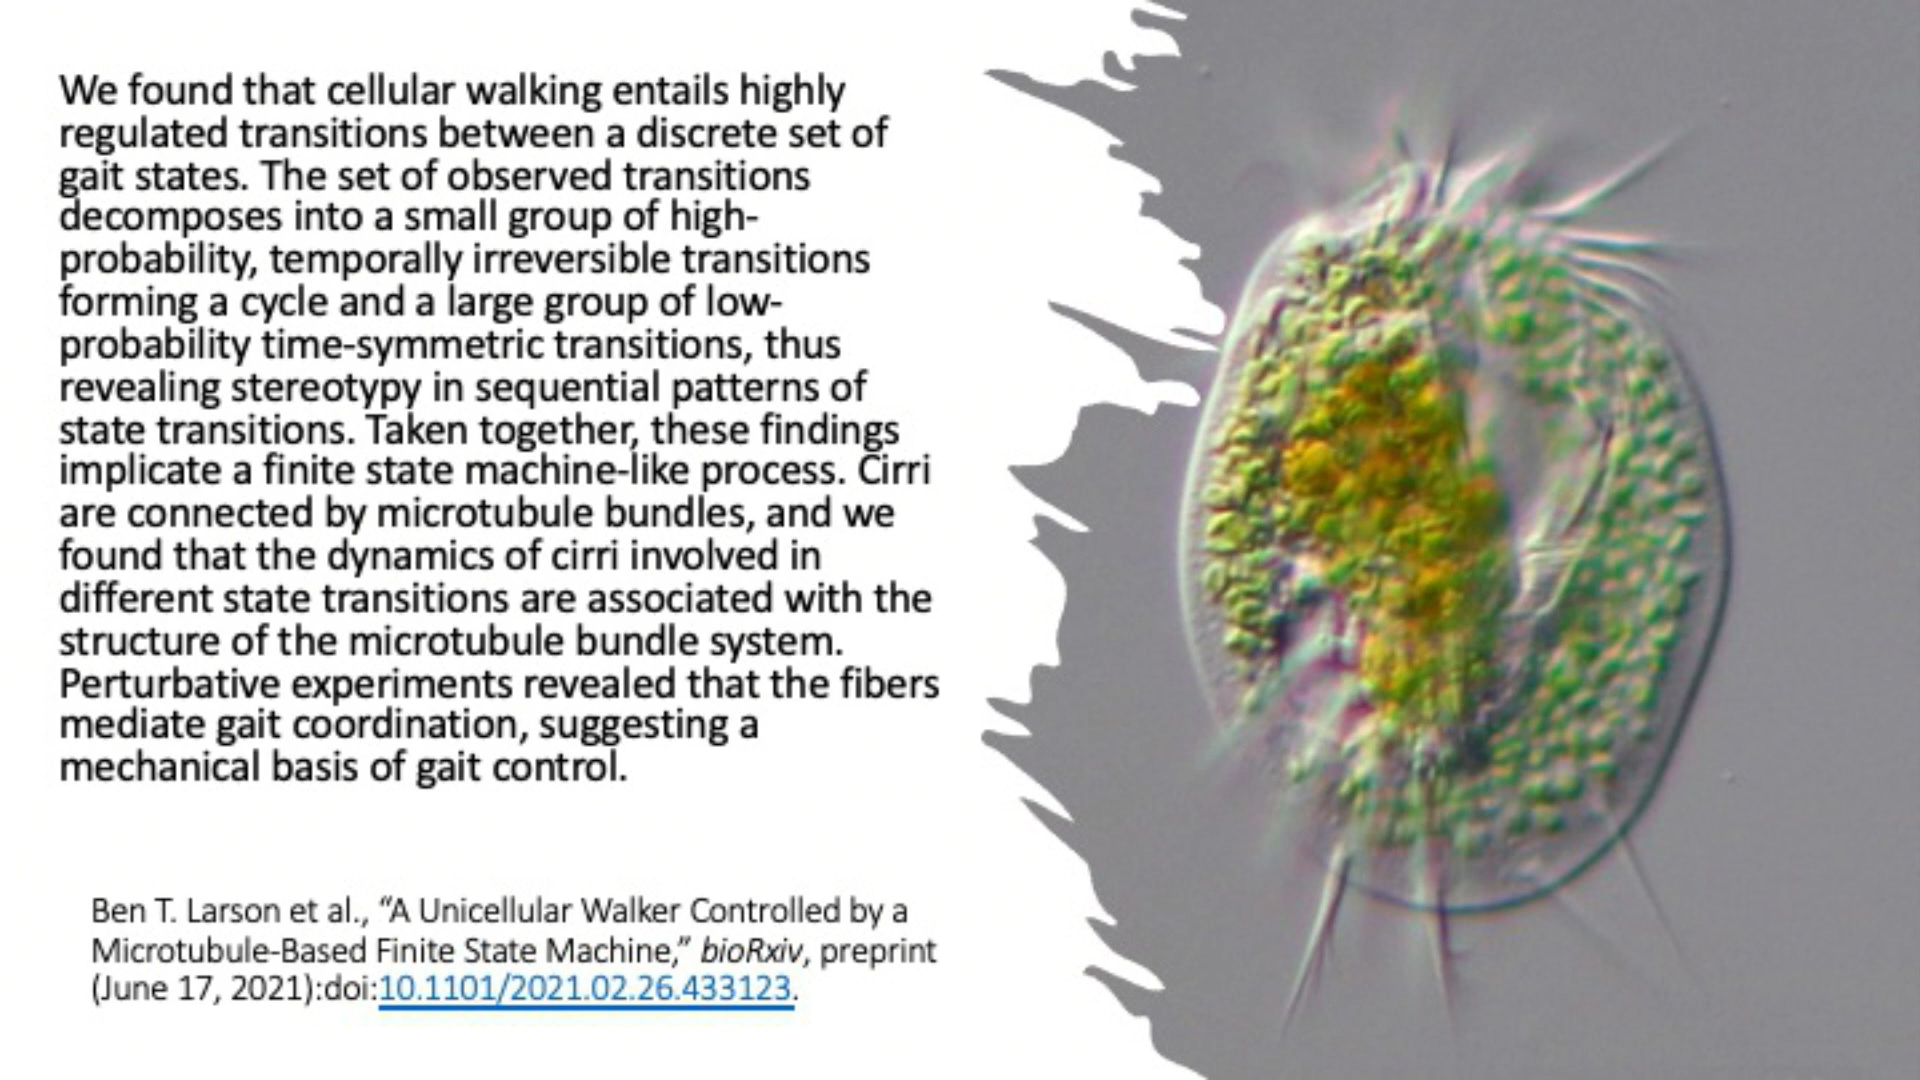 We found that cellular walking entails highly
regulated transitions between a discrete set of
gait states. The set of observed transitions
decomposes into a small group of high-
probability, temporally irreversible transitions
forming a cycle and a large group of low-
probability time-symmetric transitions, thus
revealing stereotypy in sequential patterns of
state transitions. Taken together, these findings
implicate a finite state machine-like process. Cirri
are connected by microtubule bundles, and we
found that the dynamics of cirri involved in
different state transitions are associated with the
structure of the microtubule bundle system.
Perturbative experiments revealed that the fibers
mediate gait coordination, suggesting a
mechanical basis of gait control.
Ben T. Larson et al., “A Unicellular Walker Controlled by a
Microtubule-Based Finite State Machine,” bioRxiv, preprint
(June 17, 2021):doi:10.1101/2021.02.26.433123.